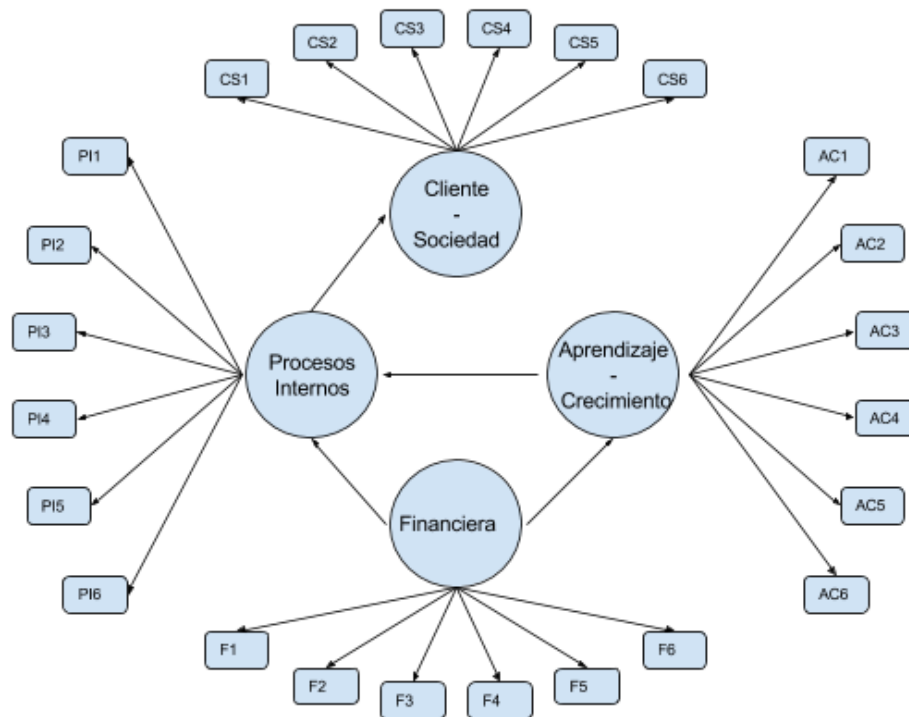 CS1
CS2
CS3
CS4
CS5
CS6
Cliente
-
Sociedad
PI1
PI2
PI3
PI4
PI5
PI6
Procesos
Internos
Aprendizaje
-
Crecimiento
AC1
AC2
AC3
AC4
AC5
AC6
Financiera
F1
F2
F3
F4
F5
F6